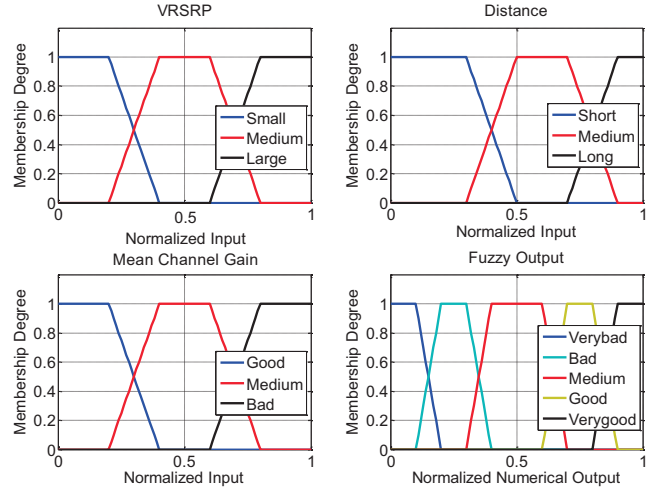 VRSRP
Membership Degree
1
0.8
0.6
0.4
0.2
0
0
0.5
1
Small
Medium
Large
Normalized Input
Distance
Membership Degree
1
0.8
0.6
0.4
0.2
0
0
0.5
1
Short
Medium
Long
Normalized Input
Mean Channel Gain
Membership Degree
1
0.8
0.6
0.4
0.2
0
0
0.5
1
Good
Medium
Bad
Normalized Input
Fuzzy Output
Membership Degree
1
0.8
0.6
0.4
0.2
0
0
0.5
1
Verybad
Bad
Medium
Good
Verygood
Normalized Numerical Output